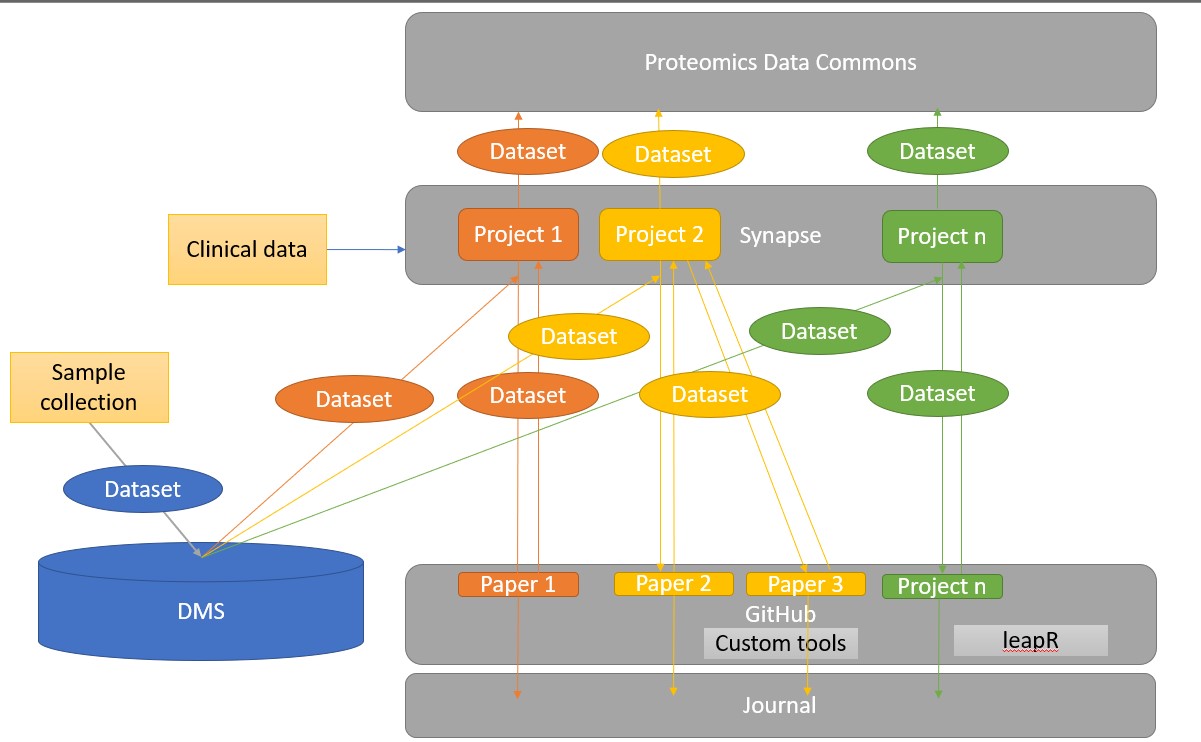 Proteomics Data Commons
Dataset
Dataset
Dataset
Clinical data
Project 1
Project 2
Synapse
Project n
Dataset
Dataset
Sample
collection
Dataset
Dataset
Dataset
Dataset
Dataset
DMS
Paper 1
Paper 2
Paper 3
Project n
GitHub
Custom tools
leapR
Journal